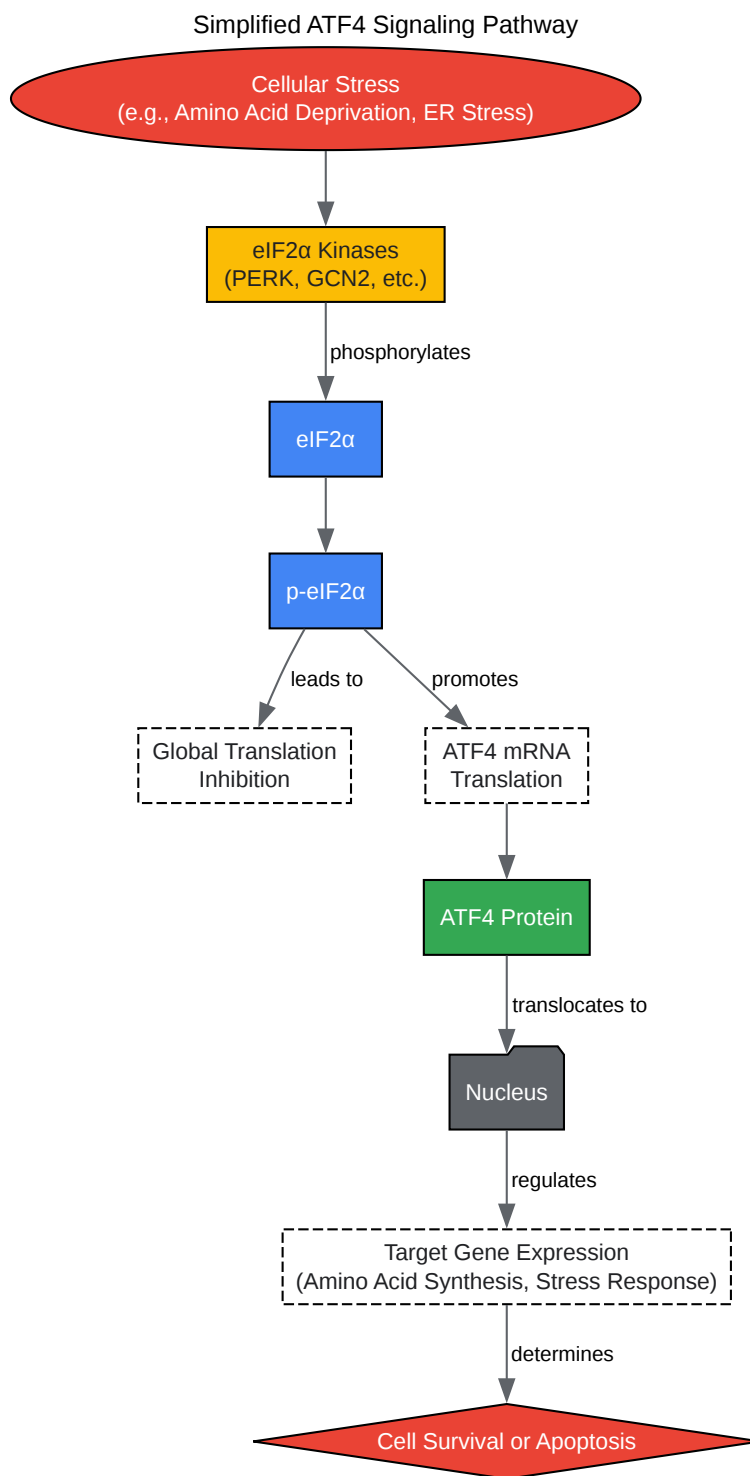 Simplified ATF4 Signaling Pathway
Cellular Stress
(e.g., Amino Acid Deprivation, ER Stress)
eIF2α Kinases
(PERK, GCN2, etc.)
phosphorylates
eIF2α
p-eIF2α
leads to
promotes
Global Translation
Inhibition
ATF4 mRNA
Translation
ATF4 Protein
translocates to
Nucleus
regulates
Target Gene Expression
(Amino Acid Synthesis, Stress Response)
determines
Cell Survival or Apoptosis